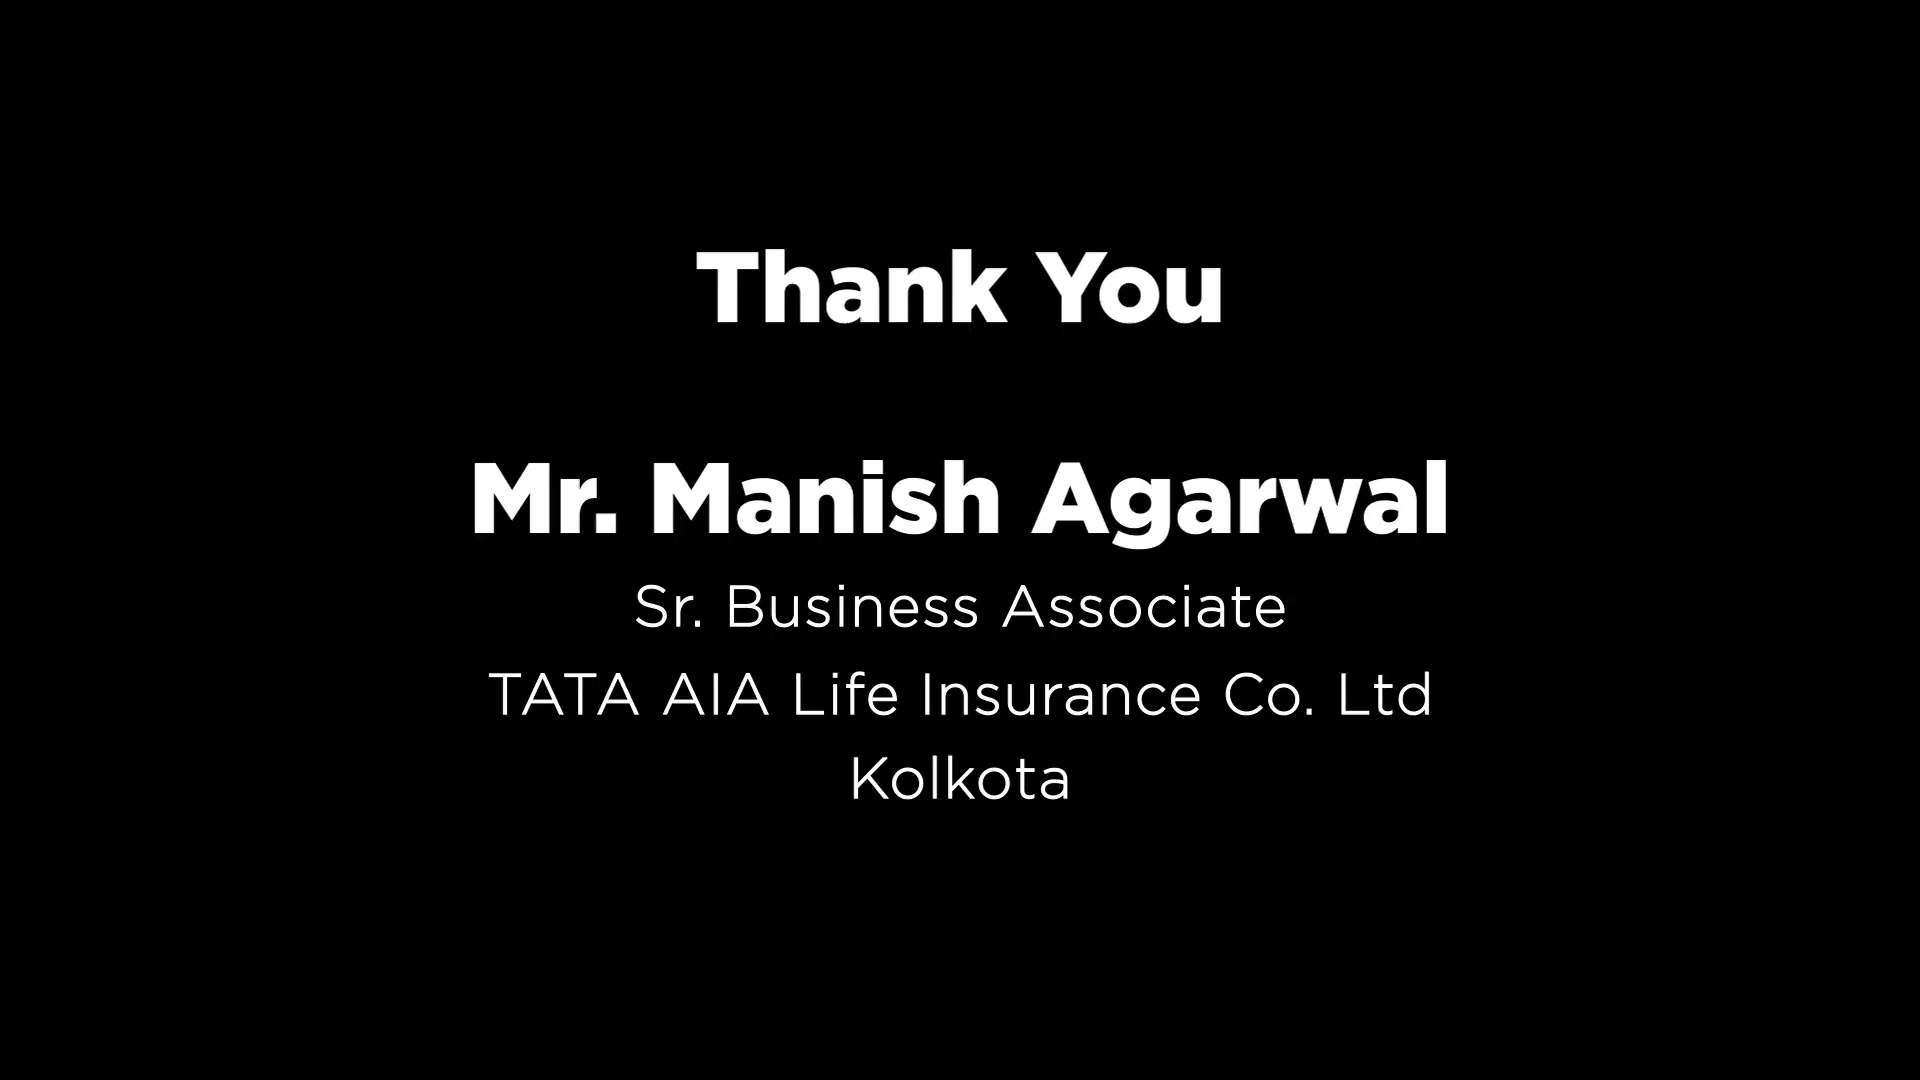 Thank You
Mr. Manish Agarwal
Sr. Business Associate
TATA AIA Life Insurance Co. Ltd
Kolkota